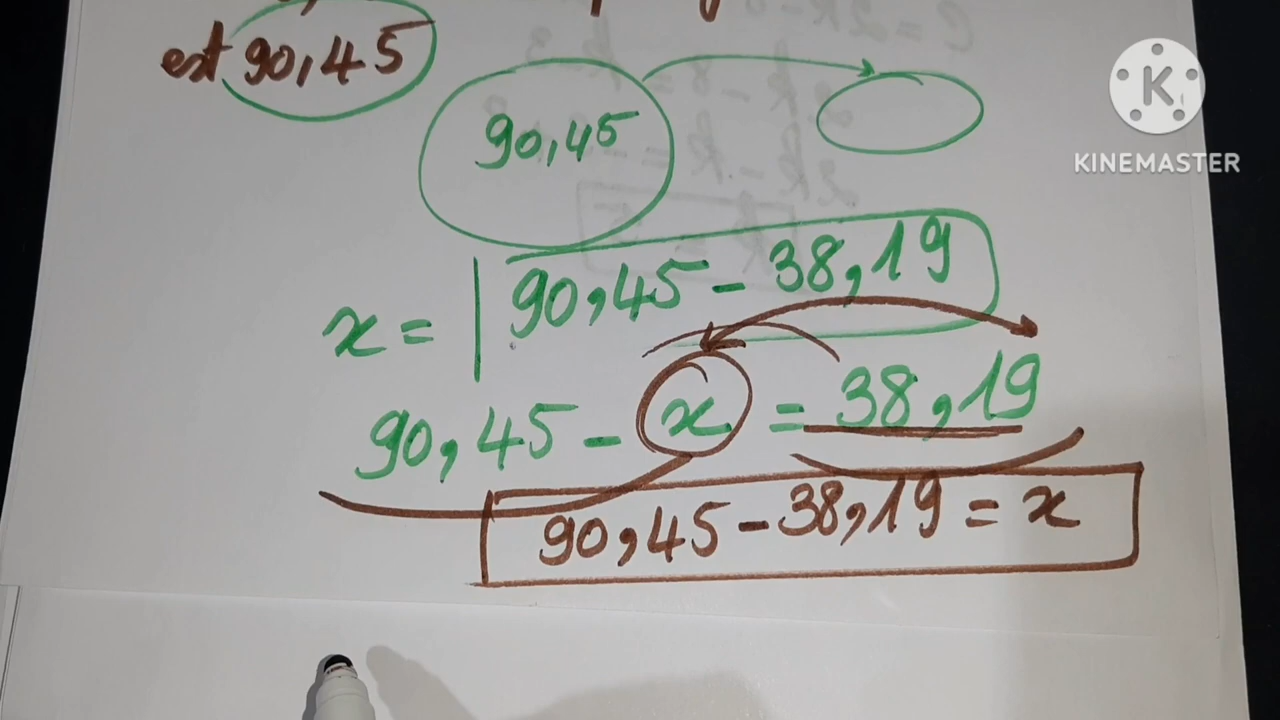 est 90,45
K
KINEMASTER
90,45
x = | 90,45 - 38,19
90,45 - x = 38,19
90,45 - 38,19 = x